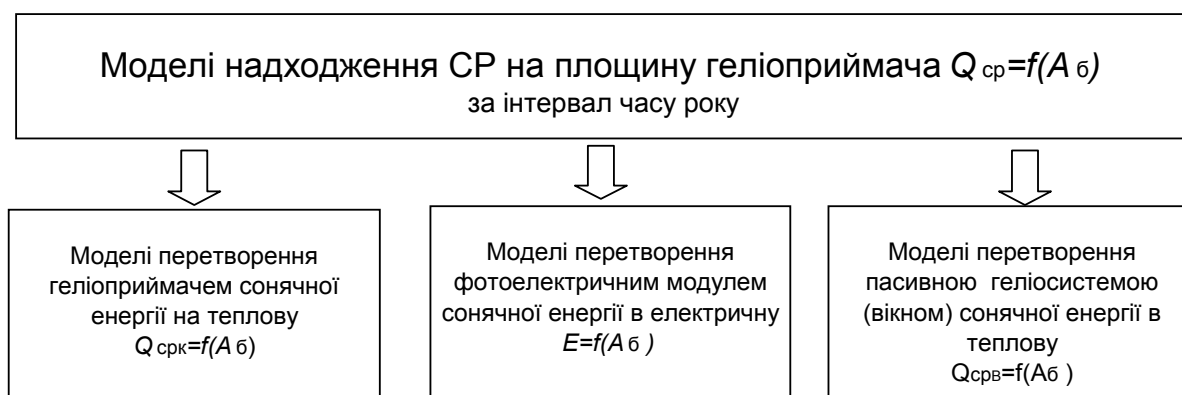 Моделі надходження СР на площину геліоприймача Q ср=f(A б)
за інтервал часу року
Моделі перетворення
геліоприймачем сонячної
енергії на теплову
Q срк=f(A б)
Моделі перетворення
фотоелектричним модулем
сонячної енергії в електричну
E=f(A б )
Моделі перетворення
пасивною геліосистемою
(вікном) сонячної енергії в
теплову
Qсрв=f(Aб )